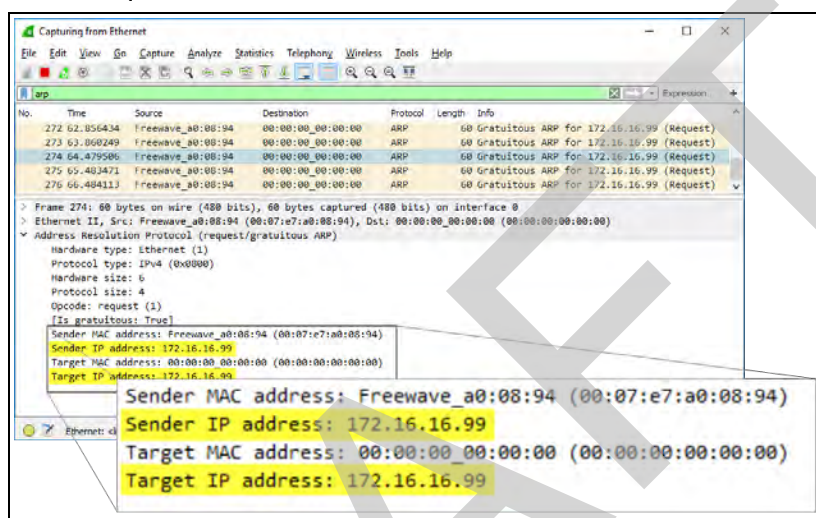 Capturing from Ethernet
File Edit View Go Capture Analyze Statistics Telephony Wireless Tools Help
arp
Expression
No. Time Source Destination Protocol Length Info
272 62.856434 Freewave_a0:08:94 00:00:00_00:00:00 ARP 60 Gratuitous ARP for 172.16.16.99 (Request)
273 63.860249 Freewave_a0:08:94 00:00:00_00:00:00 ARP 60 Gratuitous ARP for 172.16.16.99 (Request)
274 64.479506 Freewave_a0:08:94 00:00:00_00:00:00 ARP 60 Gratuitous ARP for 172.16.16.99 (Request)
275 65.483471 Freewave_a0:08:94 00:00:00_00:00:00 ARP 60 Gratuitous ARP for 172.16.16.99 (Request)
276 66.484113 Freewave_a0:08:94 00:00:00_00:00:00 ARP 60 Gratuitous ARP for 172.16.16.99 (Request)
Frame 274: 60 bytes on wire (480 bits), 60 bytes captured (480 bits) on interface 0
Ethernet II, Src: Freewave_a0:08:94 (00:07:e7:a0:08:94), Dst: 00:00:00_00:00:00 (00:00:00:00:00:00)
Address Resolution Protocol (request/gratuitous ARP)
Hardware type: Ethernet (1)
Protocol type: IPv4 (0x0800)
Hardware size: 6
Protocol size: 4
Opcode: request (1)
[Is gratuitous: True]
Sender MAC address: Freewave_a0:08:94 (00:07:e7:a0:08:94)
Sender IP address: 172.16.16.99
Target MAC address: 00:00:00_00:00:00 (00:00:00:00:00:00)
Target IP address: 172.16.16.99
Sender MAC address: Freewave_a0:08:94 (00:07:e7:a0:08:94)
Sender IP address: 172.16.16.99
Target MAC address: 00:00:00_00:00:00 (00:00:00:00:00:00)
Target IP address: 172.16.16.99
Ethernet: